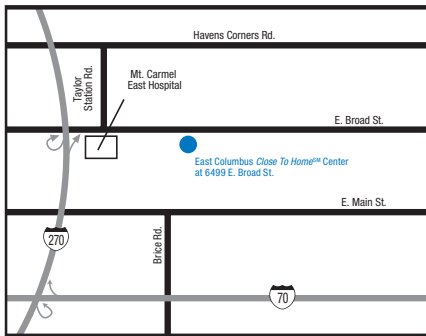 Havens Corners Rd.
Taylor
Station Rd.
Mt. Carmel
East Hospital
E. Broad St.
East Columbus Close To Home℠ Center
at 6499 E. Broad St.
E. Main St.
270
Brice Rd.
70